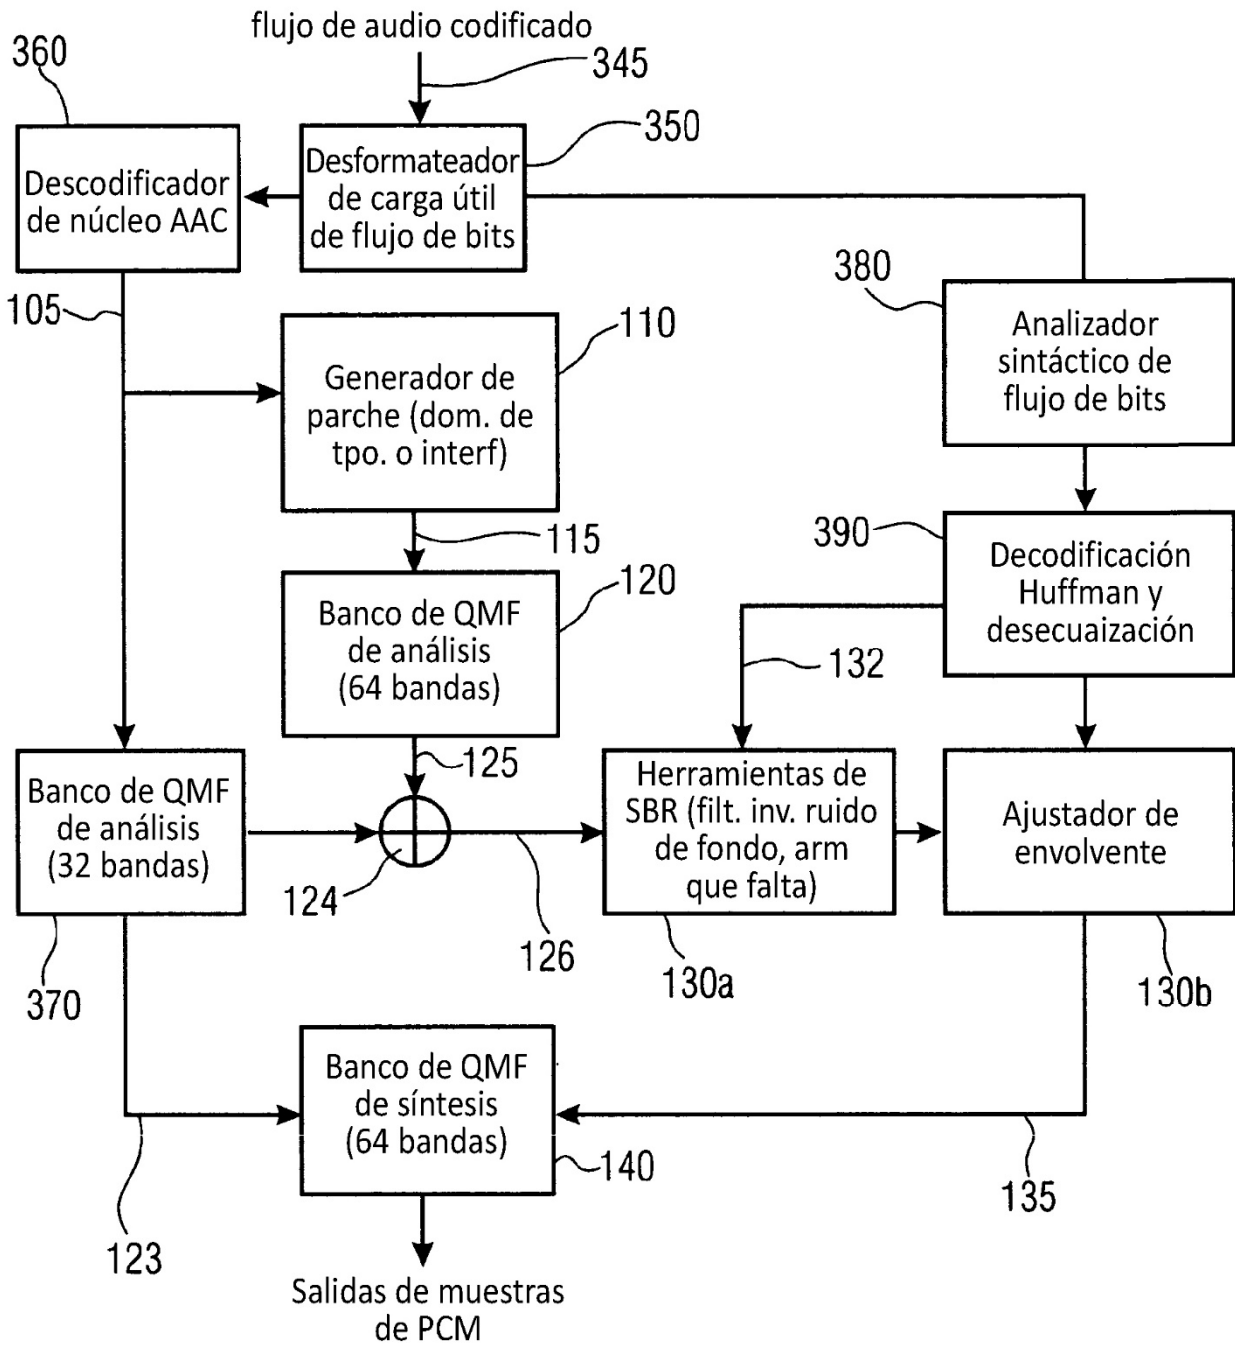 flujo de audio codificado
360
345
350
Descodificador
de núcleo AAC
Desformateador
de carga útil
de flujo de bits
105
110
380
Generador de
parche (dom. de
tpo. o interf)
Analizador
sintáctico de
flujo de bits
115
390
120
Decodificación
Huffman y
desecuaización
Banco de QMF
de análisis
(64 bandas)
132
125
Banco de QMF
de análisis
(32 bandas)
Herramientas de
SBR (filt. inv. ruido
de fondo, arm
que falta)
Ajustador de
envolvente
124
126
370
130a
130b
Banco de QMF
de síntesis
(64 bandas)
140
135
123
Salidas de muestras
de PCM